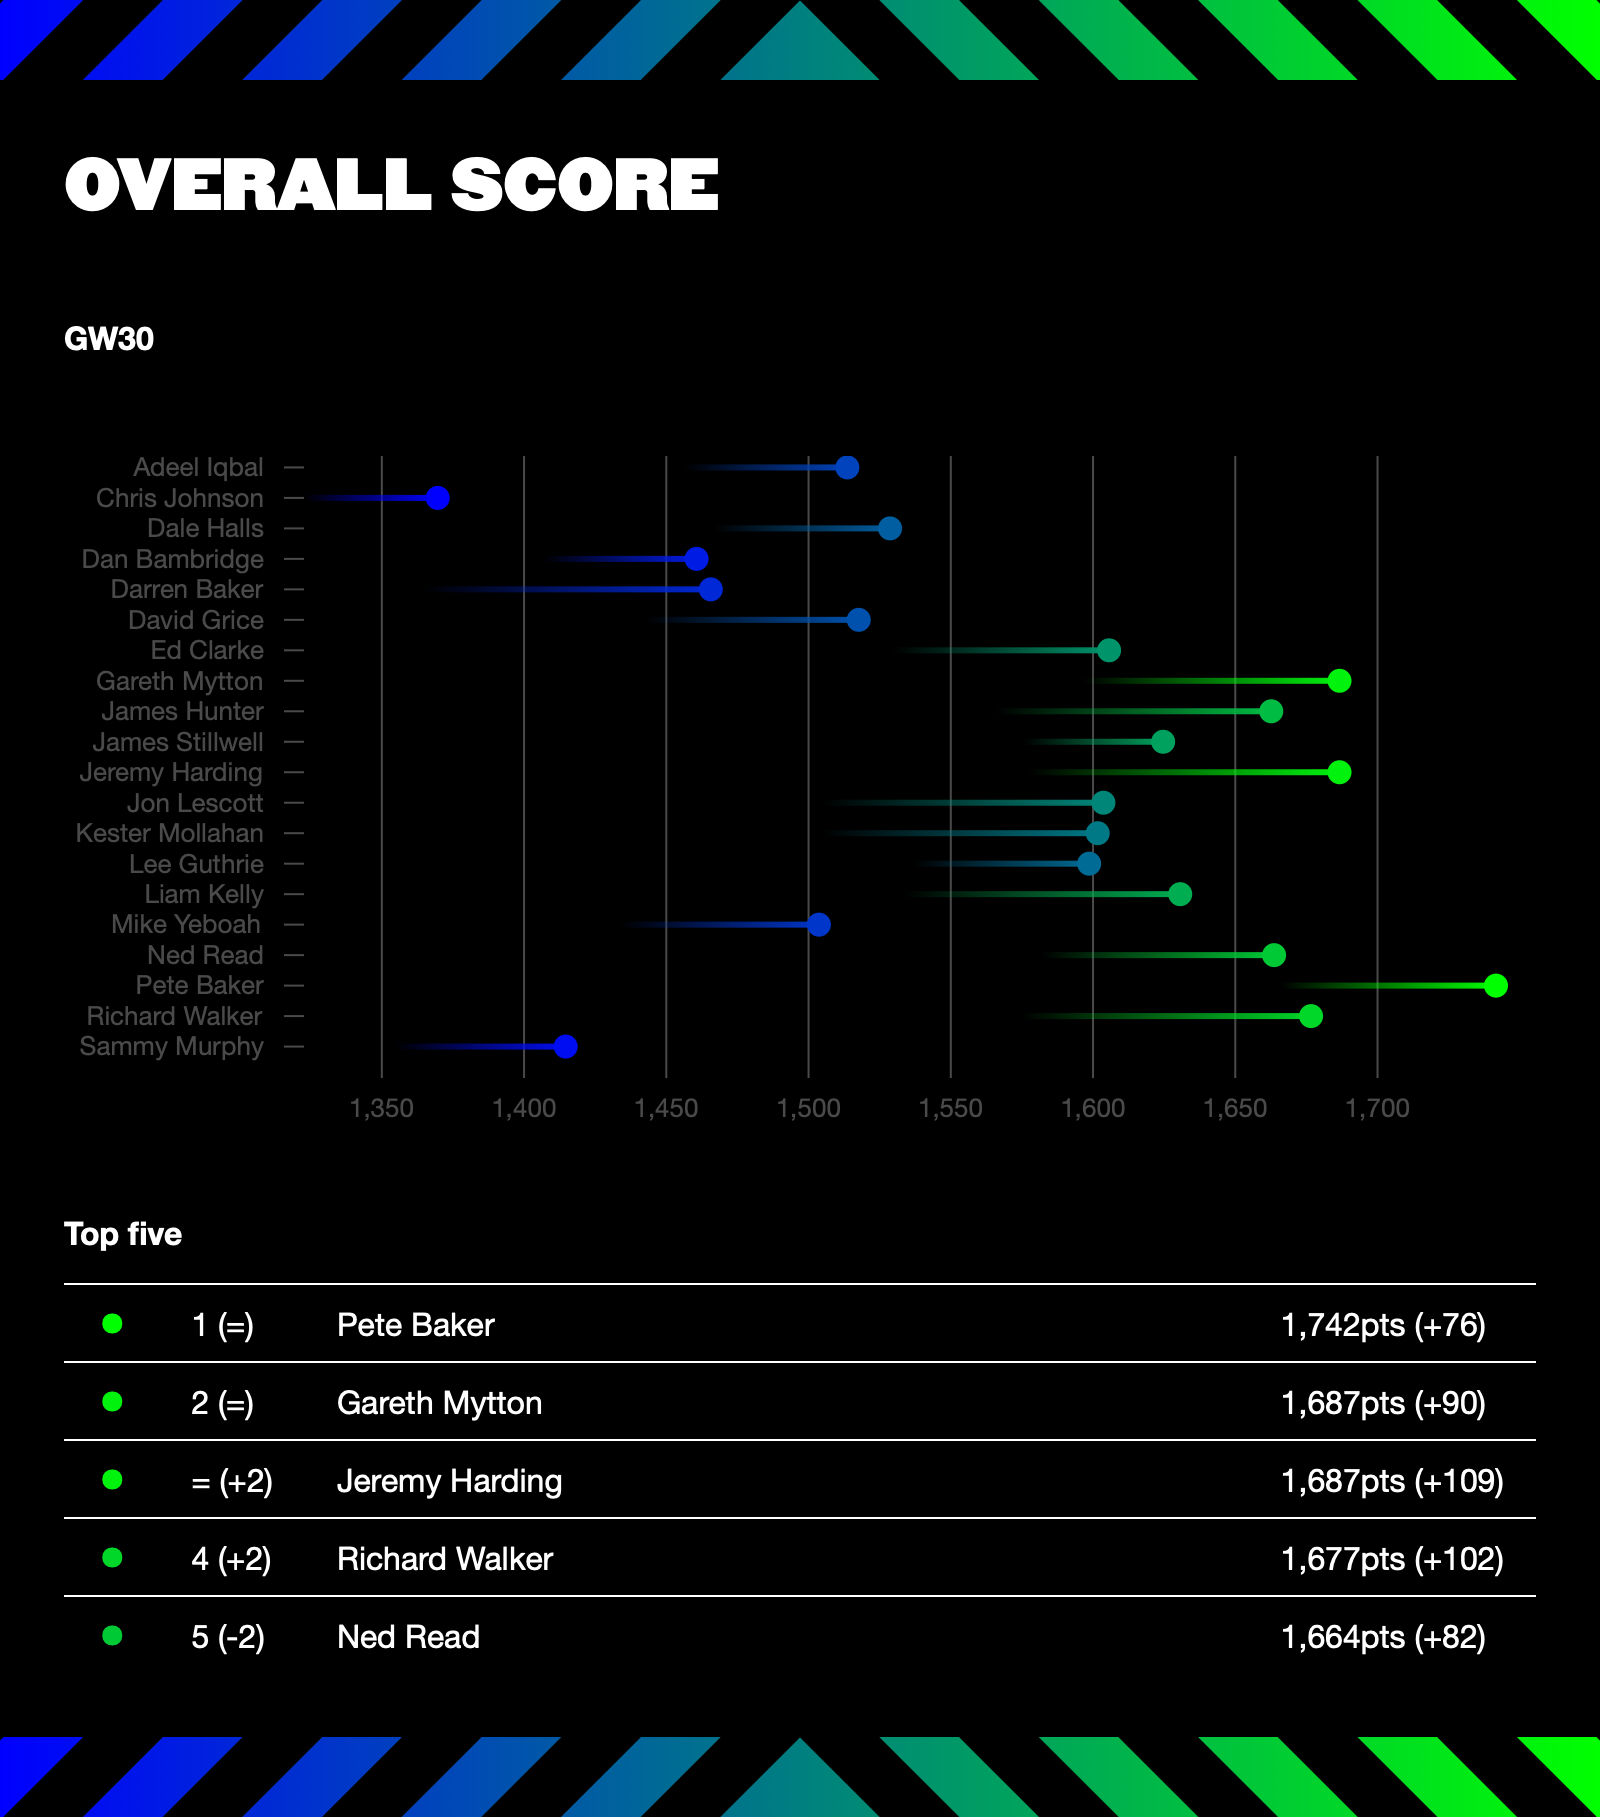 OVERALL SCORE
GW30
Adeel Iqbal
Chris Johnson
Dale Halls
Dan Bambridge
Darren Baker
David Grice
Ed Clarke
Gareth Mytton
James Hunter
James Stillwell
Jeremy Harding
Jon Lescott
Kester Mollahan
Lee Guthrie
Liam Kelly
Mike Yeboah
Ned Read
Pete Baker
Richard Walker
Sammy Murphy
1,350 1,400 1,450 1,500 1,550 1,600 1,650 1,700
Top five
1 (=) Pete Baker 1,742pts (+76)
2 (=) Gareth Mytton 1,687pts (+90)
= (+2) Jeremy Harding 1,687pts (+109)
4 (+2) Richard Walker 1,677pts (+102)
5 (-2) Ned Read 1,664pts (+82)